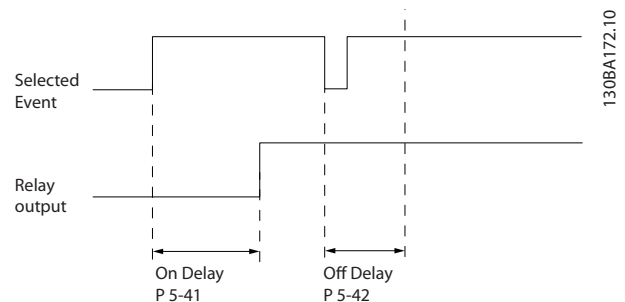 130BA172.10
Selected
Event
Relay
output
On Delay
P 5-41
Off Delay
P 5-42